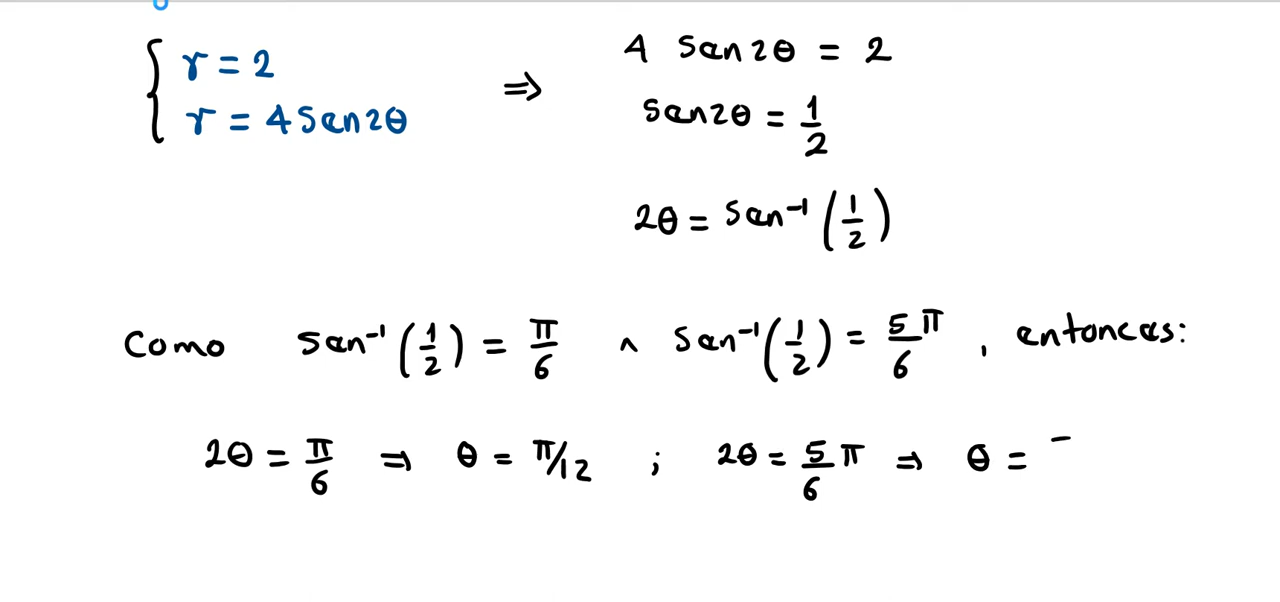 r = 2
r = 4 sen2θ
⇒
4 sen2θ = 2
sen2θ = 1/2
2θ = sen⁻¹(1/2)
Como sen⁻¹(1/2) = π/6 ∧ sen⁻¹(1/2) = 5/6 π, entonces:
2θ = π/6 ⇒ θ = π/12 ; 2θ = 5/6 π ⇒ θ =